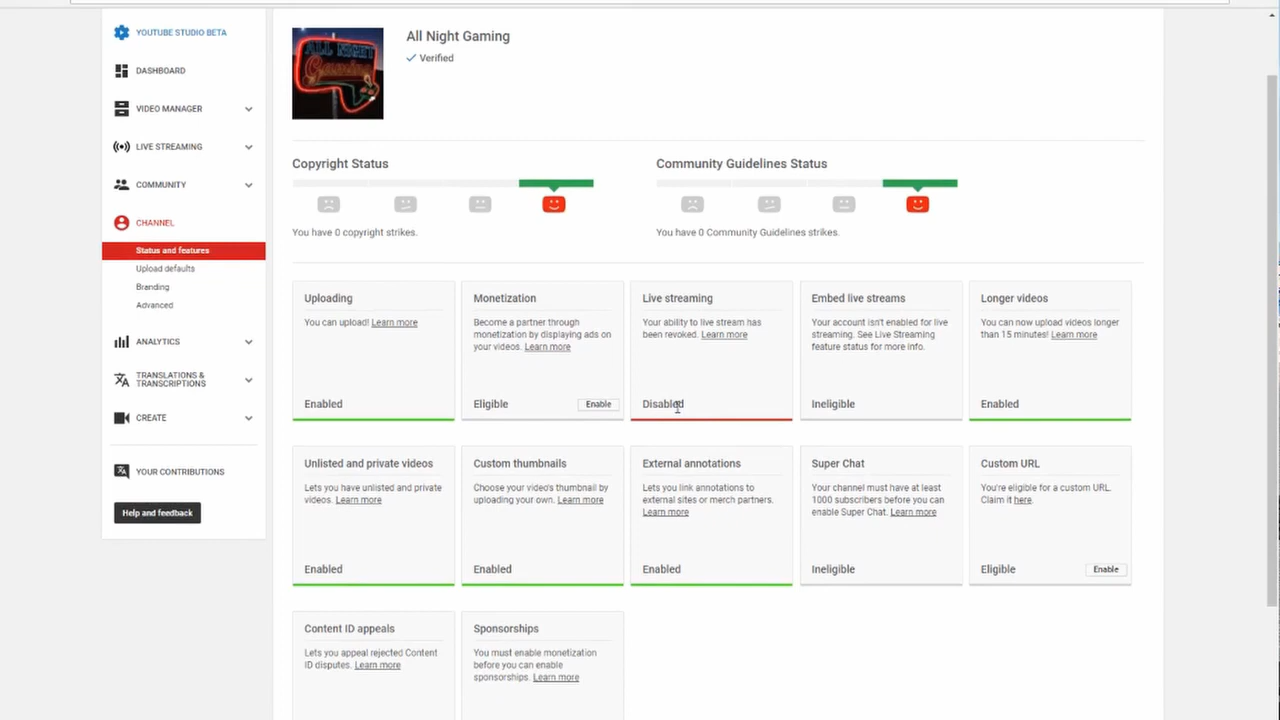 YOUTUBE STUDIO BETA
DASHBOARD
VIDEO MANAGER
LIVE STREAMING
COMMUNITY
CHANNEL
Status and features
Upload defaults
Branding
Advanced
ANALYTICS
TRANSLATIONS &
TRANSCRIPTIONS
CREATE
YOUR CONTRIBUTIONS
Help and feedback
ALL NIGHT
Gaming
All Night Gaming
Verified
Copyright Status
You have 0 copyright strikes.
Community Guidelines Status
You have 0 Community Guidelines strikes.
Uploading
You can upload! Learn more
Enabled
Monetization
Become a partner through
monetization by displaying ads on
your videos. Learn more
Eligible
Enable
Live streaming
Your ability to live stream has
been revoked. Learn more
Disabled
Embed live streams
Your account isn't enabled for live
streaming. See Live Streaming
feature status for more info.
Ineligible
Longer videos
You can now upload videos longer
than 15 minutes! Learn more
Enabled
Unlisted and private videos
Lets you have unlisted and private
videos. Learn more
Enabled
Custom thumbnails
Choose your video's thumbnail by
uploading your own. Learn more
Enabled
External annotations
Lets you link annotations to
external sites or merch partners.
Learn more
Enabled
Super Chat
Your channel must have at least
1000 subscribers before you can
enable Super Chat. Learn more
Ineligible
Custom URL
You're eligible for a custom URL.
Claim it here.
Eligible
Enable
Content ID appeals
Lets you appeal rejected Content
ID disputes. Learn more
Sponsorships
You must enable monetization
before you can enable
sponsorships. Learn more